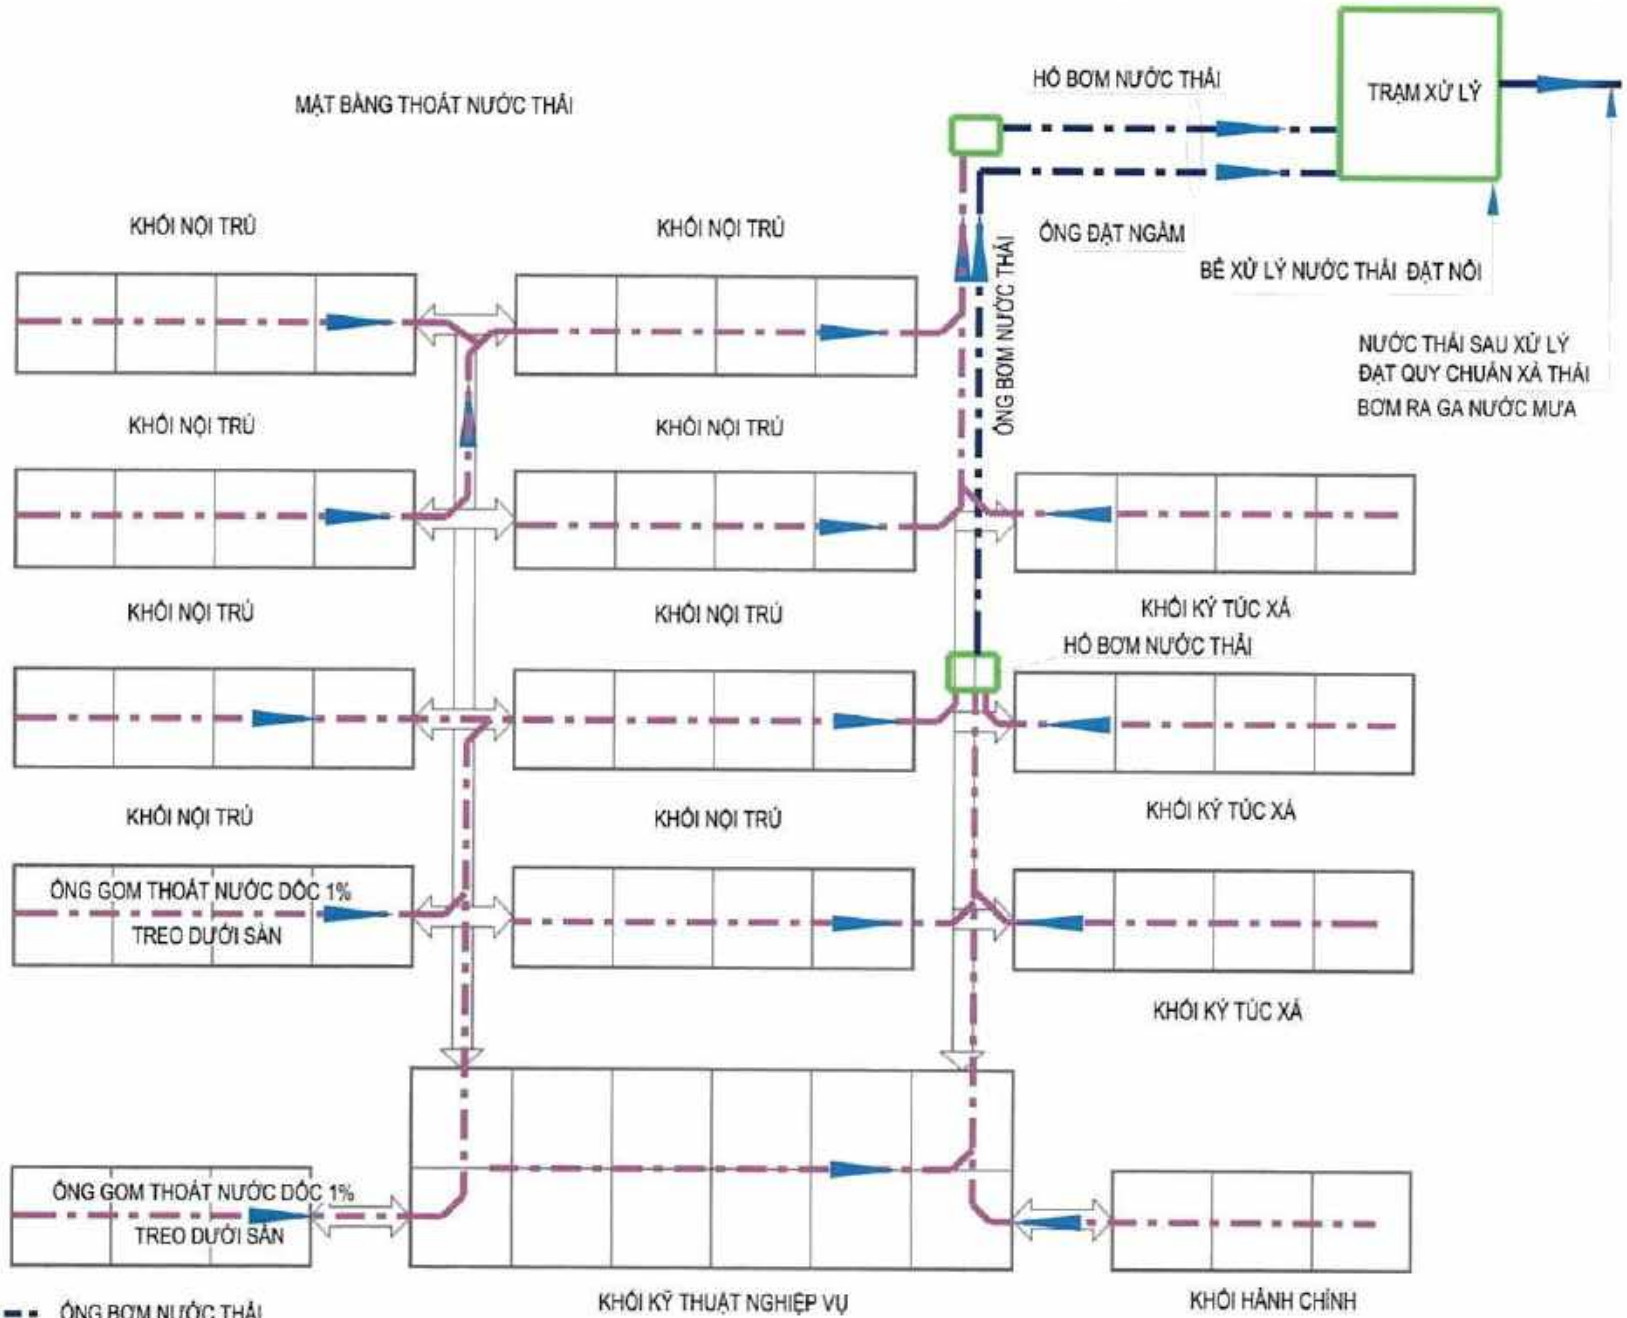 MẶT BẰNG THOÁT NƯỚC THẢI
HỐ BƠM NƯỚC THẢI
TRẠM XỬ LÝ
KHỐI NỘI TRÚ
KHỐI NỘI TRÚ
ỐNG BƠM NƯỚC THẢI
ỐNG ĐẶT NGẦM
BỂ XỬ LÝ NƯỚC THẢI ĐẶT NỔI
NƯỚC THẢI SAU XỬ LÝ
ĐẠT QUY CHUẨN XẢ THẢI
BƠM RA GA NƯỚC MƯA
KHỐI NỘI TRÚ
KHỐI NỘI TRÚ
KHỐI NỘI TRÚ
KHỐI NỘI TRÚ
KHỐI KÝ TÚC XÁ
HỐ BƠM NƯỚC THẢI
KHỐI NỘI TRÚ
KHỐI NỘI TRÚ
KHỐI KÝ TÚC XÁ
ỐNG GOM THOÁT NƯỚC DỐC 1%
TREO DƯỚI SÀN
KHỐI KÝ TÚC XÁ
ỐNG GOM THOÁT NƯỚC DỐC 1%
TREO DƯỚI SÀN
ỐNG BƠM NƯỚC THẢI
KHỐI KỸ THUẬT NGHIỆP VỤ
KHỐI HÀNH CHÍNH